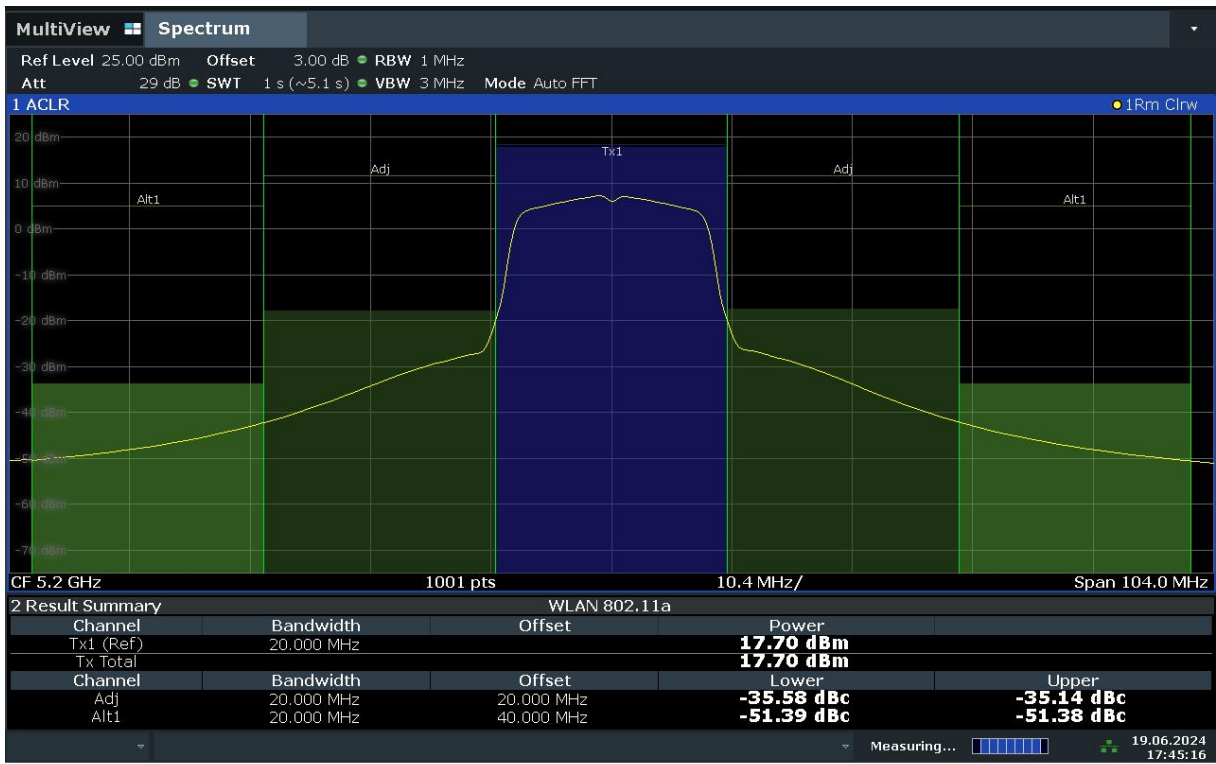 MultiView Spectrum
Ref Level 25.00 dBm Offset 3.00 dB RBW 1 MHz
Att 29 dB SWT 1 s (~5.1 s) VBW 3 MHz Mode Auto FFT
1 ACLR 1Rm Clrw
20 dBm
Tx1
Adj Adj
10 dBm
Alt1 Alt1
0 dBm
-10 dBm
-20 dBm
-30 dBm
-40 dBm
-50 dBm
-60 dBm
-70 dBm
CF 5.2 GHz 1001 pts 10.4 MHz/ Span 104.0 MHz
2 Result Summary WLAN 802.11a
Channel Bandwidth Offset Power
Tx1 (Ref) 20.000 MHz 17.70 dBm
Tx Total 17.70 dBm
Channel Bandwidth Offset Lower Upper
Adj 20.000 MHz 20.000 MHz -35.58 dBc -35.14 dBc
Alt1 20.000 MHz 40.000 MHz -51.39 dBc -51.38 dBc
Measuring... 19.06.2024
17:45:16